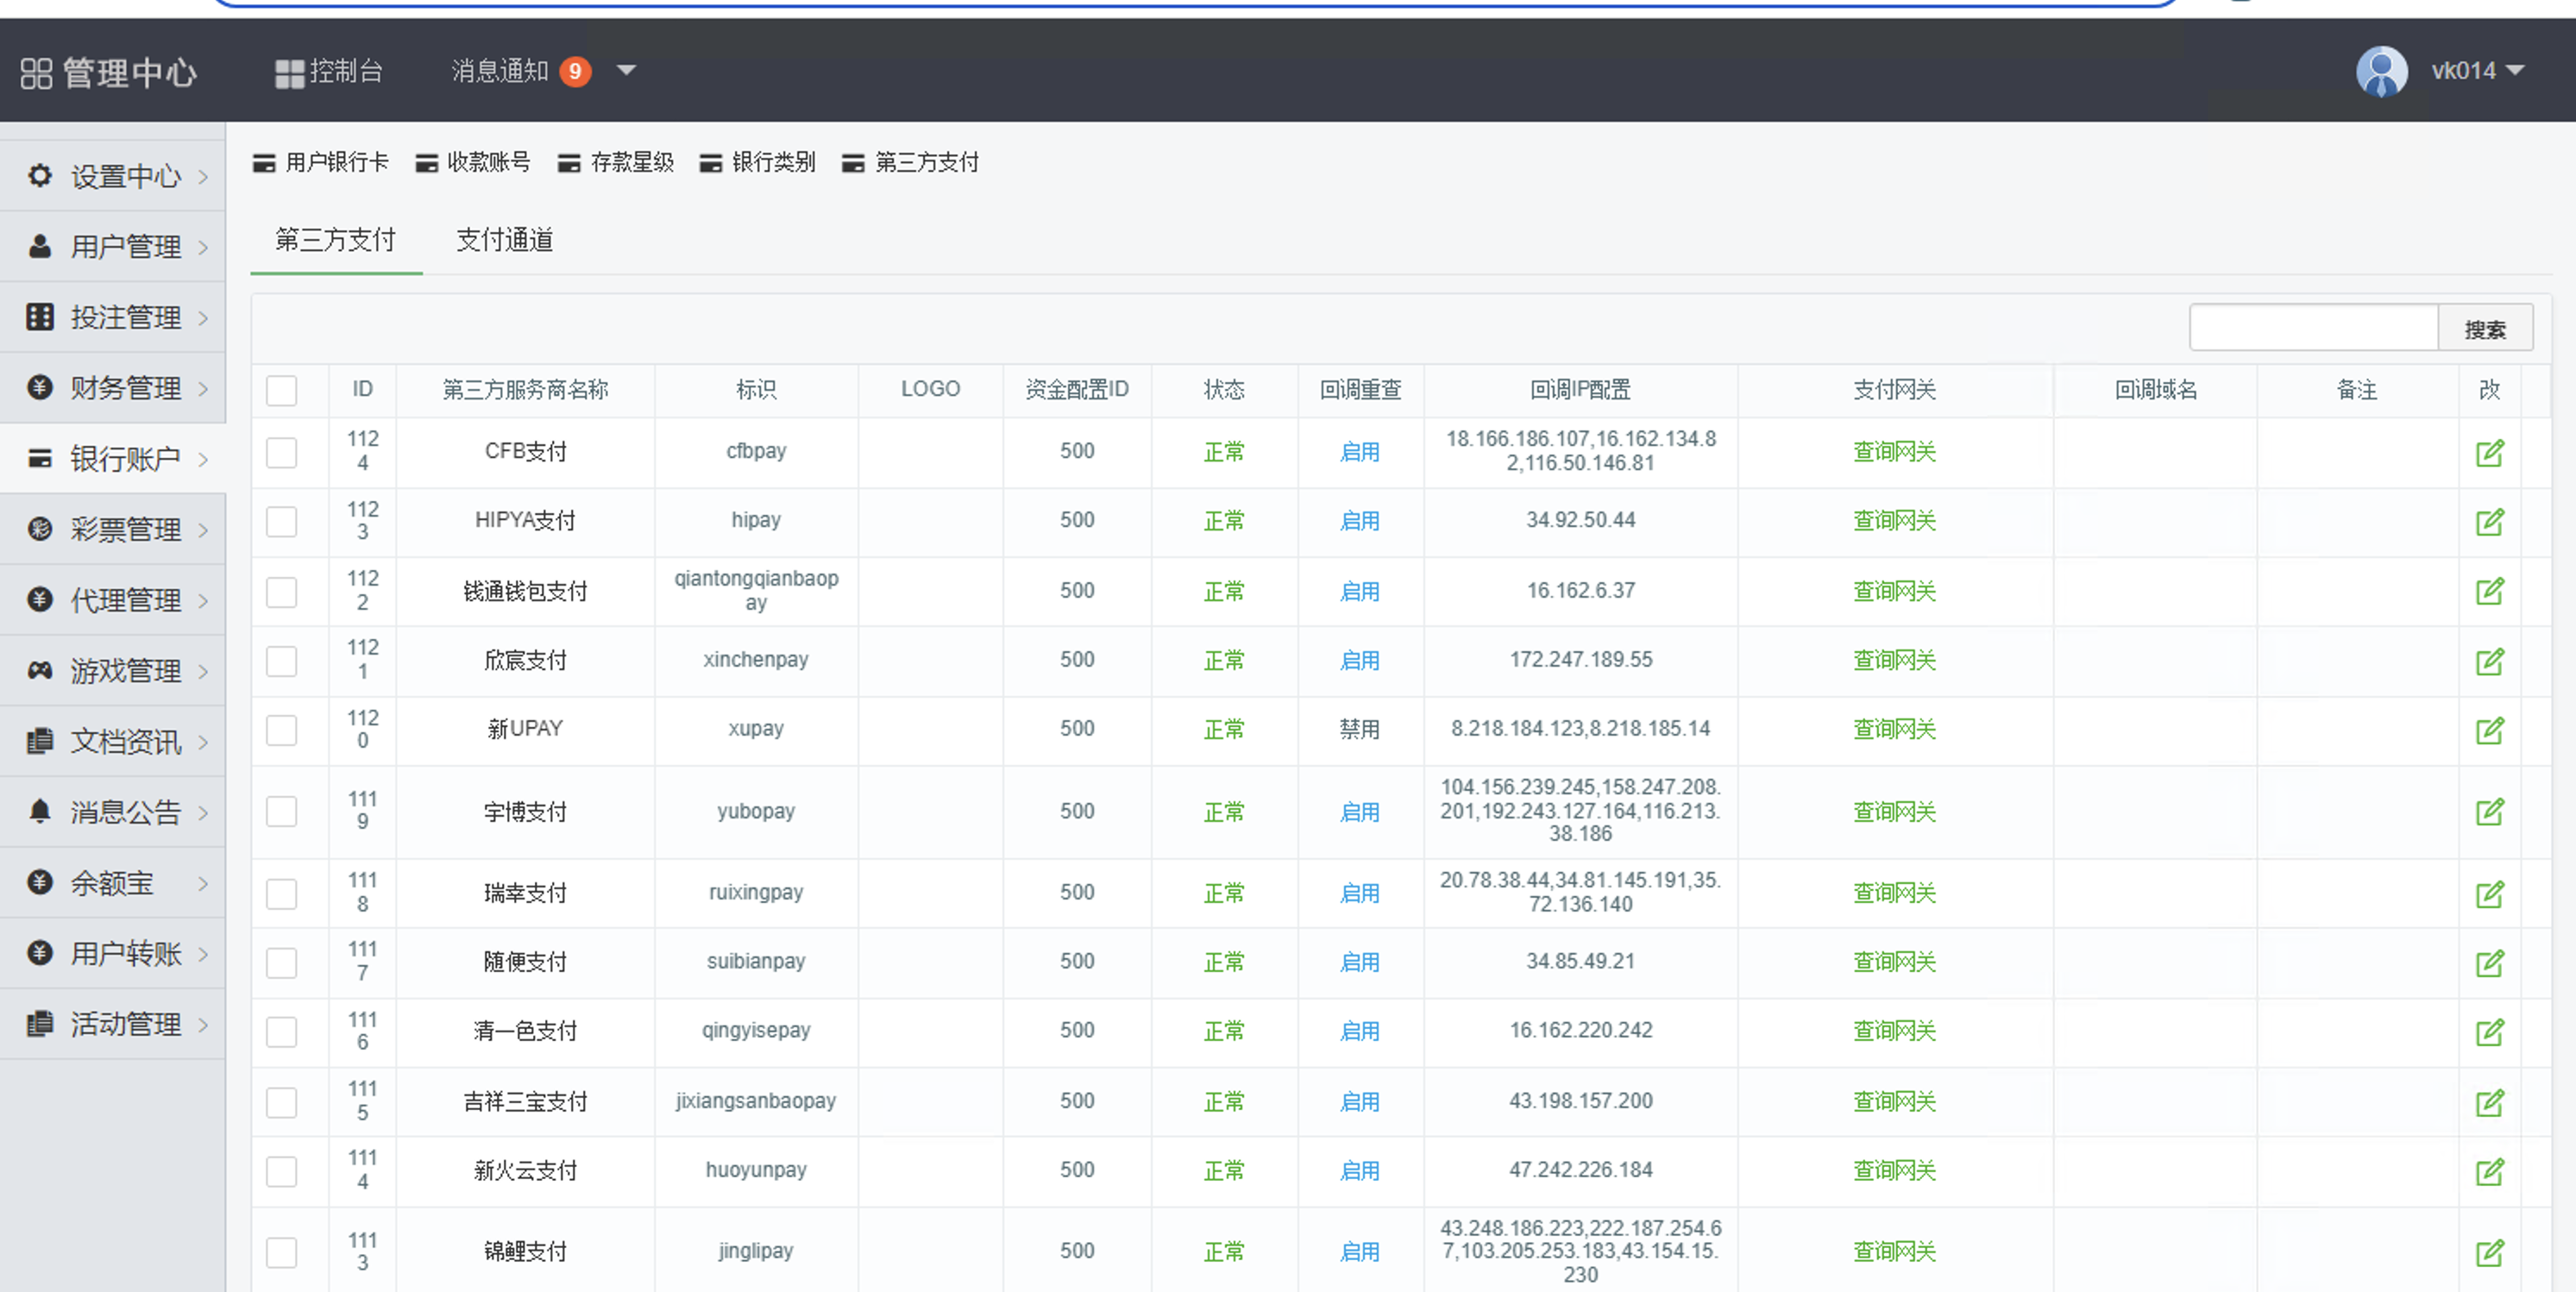 管理中心 控制台 消息通知 9 vk014
设置中心
用户管理
投注管理
财务管理
银行账户
彩票管理
代理管理
游戏管理
文档资讯
消息公告
余额宝
用户转账
活动管理
用户银行卡 收款账号 存款星级 银行类别 第三方支付
第三方支付 支付通道
搜索
ID 第三方服务商名称 标识 LOGO 资金配置ID 状态 回调重查 回调IP配置 支付网关 回调域名 备注 改
1124 CFB支付 cfbpay 500 正常 启用 18.166.186.107,16.162.134.82,116.50.146.81 查询网关
1123 HIPYA支付 hipay 500 正常 启用 34.92.50.44 查询网关
1122 钱通钱包支付 qiantongqianbaopay 500 正常 启用 16.162.6.37 查询网关
1121 欣宸支付 xinchenpay 500 正常 启用 172.247.189.55 查询网关
1120 新UPAY xupay 500 正常 禁用 8.218.184.123,8.218.185.14 查询网关
1119 宇博支付 yubopay 500 正常 启用 104.156.239.245,158.247.208.201,192.243.127.164,116.213.38.186 查询网关
1118 瑞幸支付 ruixingpay 500 正常 启用 20.78.38.44,34.81.145.191,35.72.136.140 查询网关
1117 随便支付 suibianpay 500 正常 启用 34.85.49.21 查询网关
1116 清一色支付 qingyisepay 500 正常 启用 16.162.220.242 查询网关
1115 吉祥三宝支付 jixiangsanbaopay 500 正常 启用 43.198.157.200 查询网关
1114 新火云支付 huoyunpay 500 正常 启用 47.242.226.184 查询网关
1113 锦鲤支付 jinglipay 500 正常 启用 43.248.186.223,222.187.254.67,103.205.253.183,43.154.15.230 查询网关